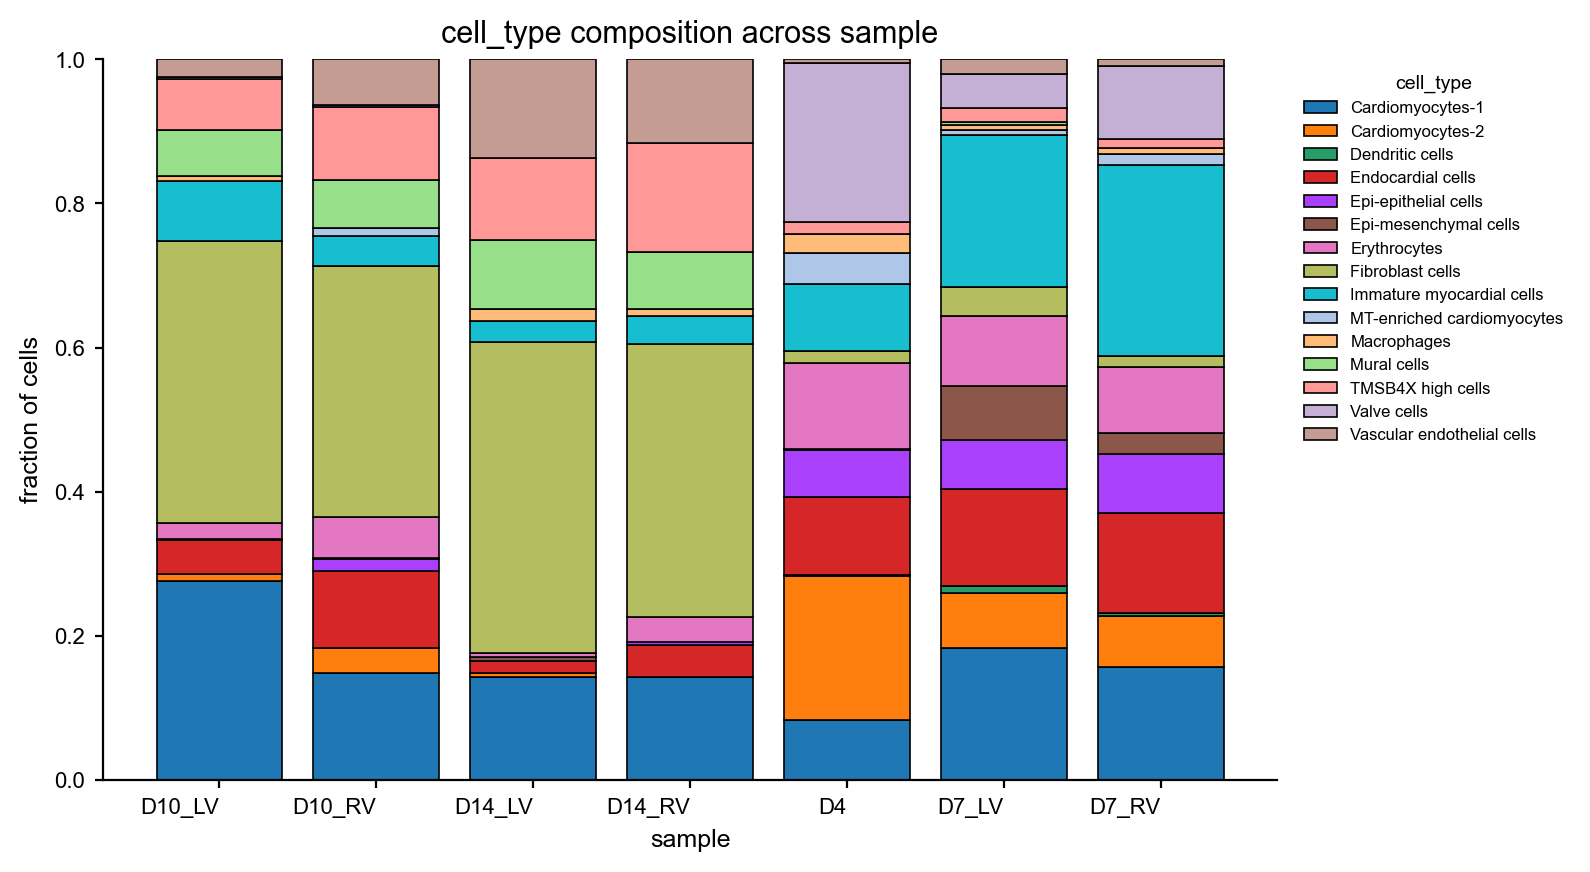 cell_type composition across sample
fraction of cells
1.0
0.8
0.6
0.4
0.2
0.0
D10_LV
D10_RV
D14_LV
D14_RV
D4
D7_LV
D7_RV
sample
cell_type
Cardiomyocytes-1
Cardiomyocytes-2
Dendritic cells
Endocardial cells
Epi-epithelial cells
Epi-mesenchymal cells
Erythrocytes
Fibroblast cells
Immature myocardial cells
MT-enriched cardiomyocytes
Macrophages
Mural cells
TMSB4X high cells
Valve cells
Vascular endothelial cells